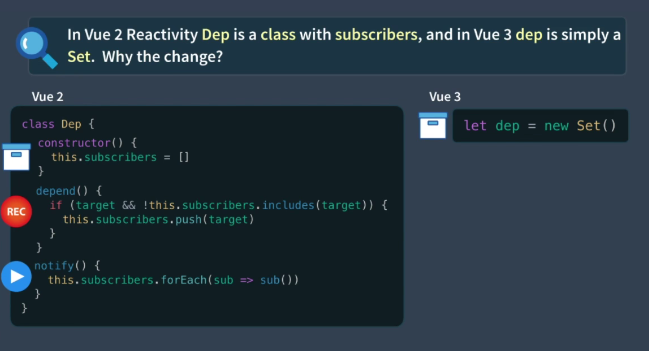 In Vue 2 Reactivity Dep is a class with subscribers, and in Vue 3 dep is simply a
Set.  Why the change?
Vue 2
class Dep {
  constructor() {
    this.subscribers = []
  }
  depend() {
    if (target && !this.subscribers.includes(target)) {
      this.subscribers.push(target)
    }
  }
  notify() {
    this.subscribers.forEach(sub => sub())
  }
}
REC
Vue 3
let dep = new Set()